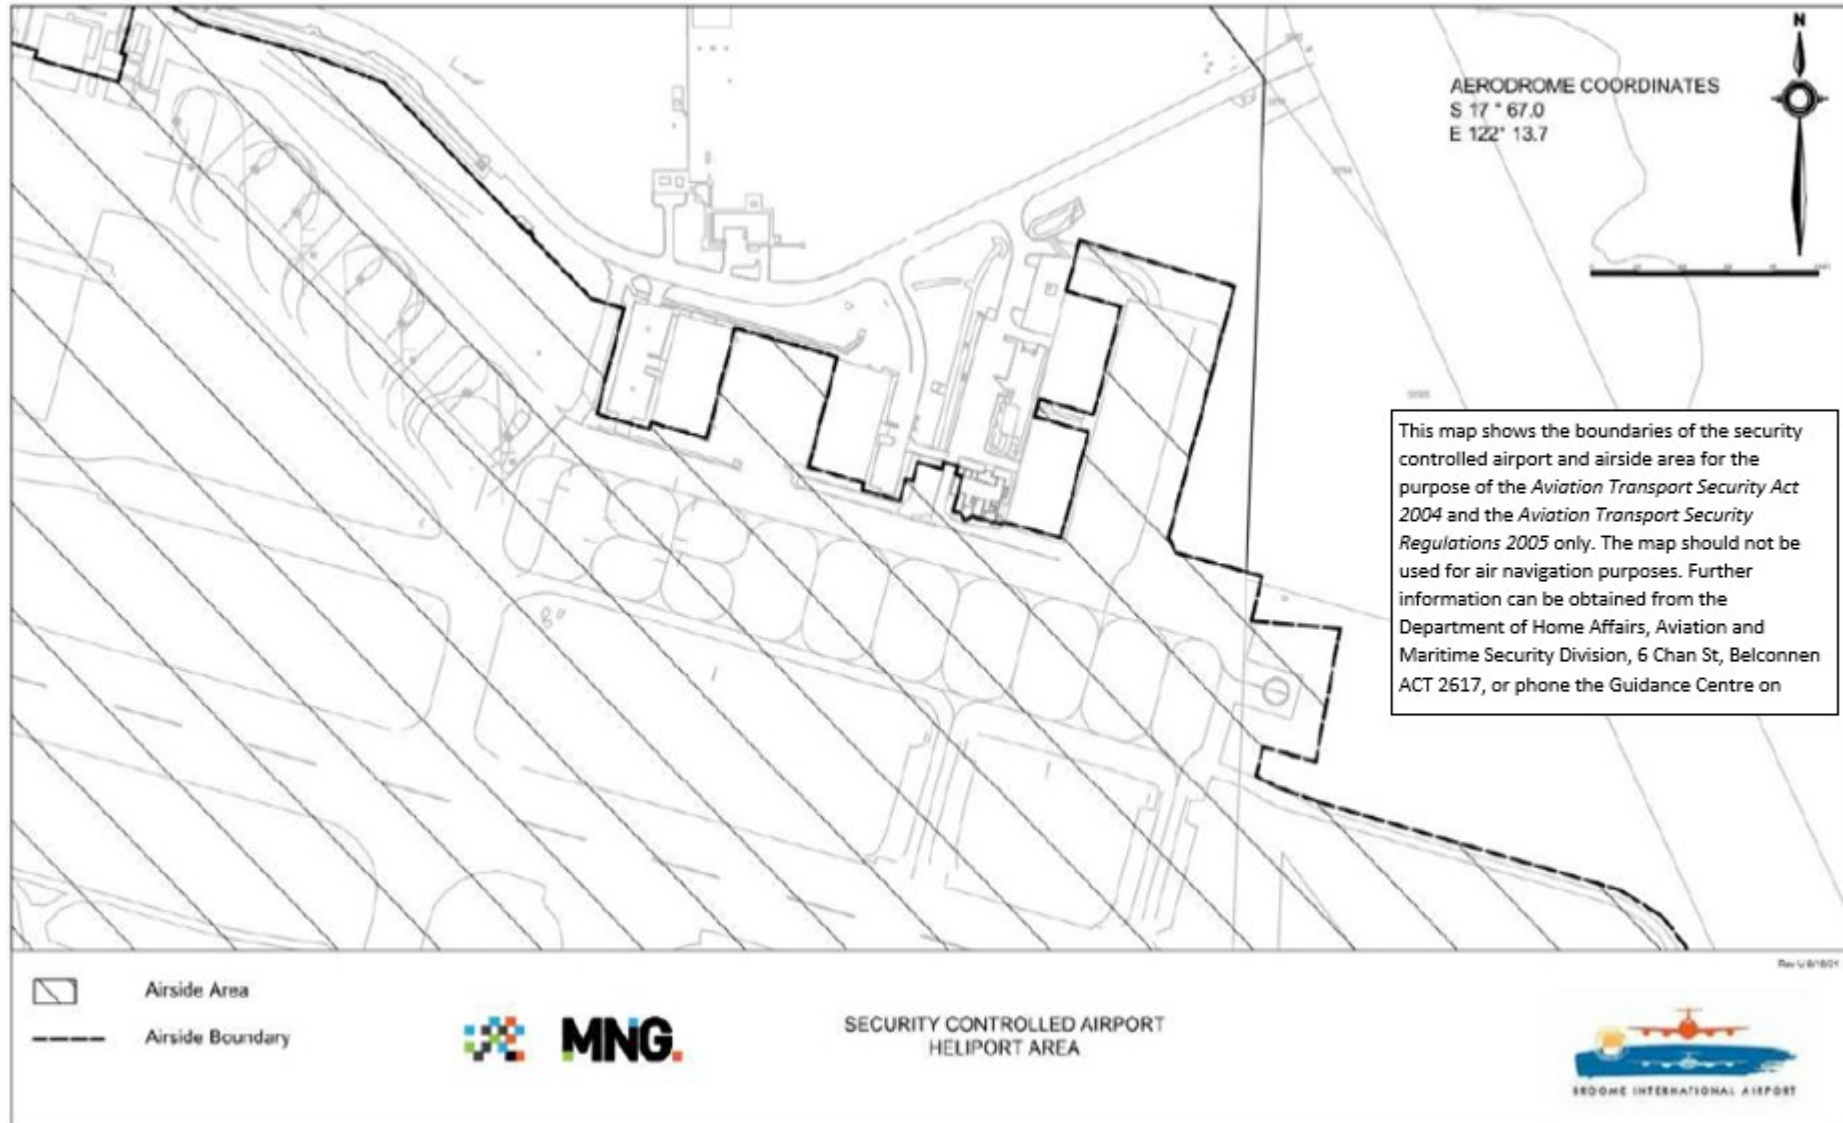 N
AERODROME COORDINATES
S 17 ° 67.0
E 122° 13.7
This map shows the boundaries of the security
controlled airport and airside area for the
purpose of the Aviation Transport Security Act
2004 and the Aviation Transport Security
Regulations 2005 only. The map should not be
used for air navigation purposes. Further
information can be obtained from the
Department of Home Affairs, Aviation and
Maritime Security Division, 6 Chan St, Belconnen
ACT 2617, or phone the Guidance Centre on
Airside Area
Airside Boundary
MNG.
SECURITY CONTROLLED AIRPORT
HELIPORT AREA
BROOME INTERNATIONAL AIRPORT